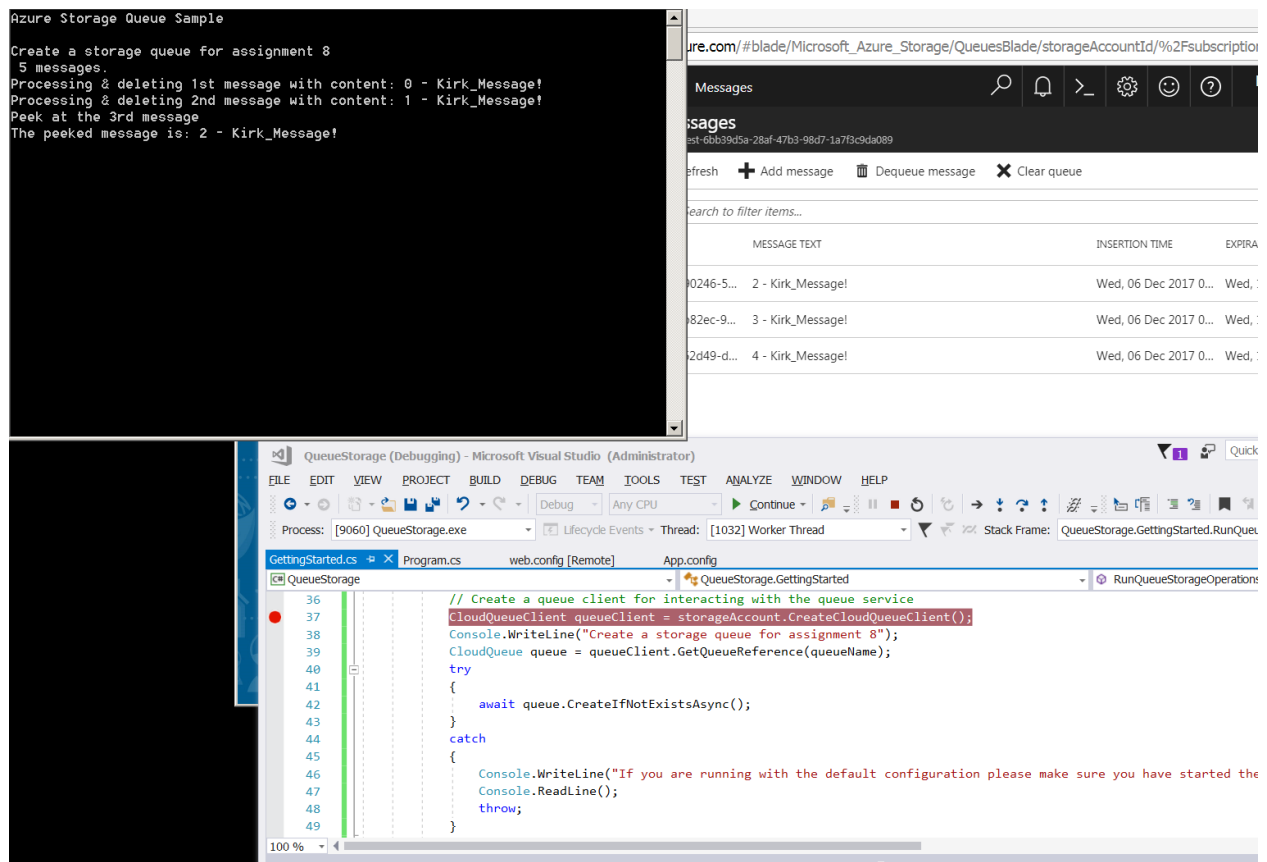 Azure Storage Queue Sample
Create a storage queue for assignment 8
5 messages.
Processing & deleting 1st message with content: 0 - Kirk_Message!
Processing & deleting 2nd message with content: 1 - Kirk_Message!
Peek at the 3rd message
The peeked message is: 2 - Kirk_Message!
ure.com/#blade/Microsoft_Azure_Storage/QueuesBlade/storageAccountId/%2Fsubscription
Messages
ssages
est-6bb39d5a-28af-47b3-98d7-1a7f3c9da089
efresh Add message Dequeue message Clear queue
Search to filter items...
MESSAGE TEXT INSERTION TIME EXPIRA
90246-5... 2 - Kirk_Message! Wed, 06 Dec 2017 0... Wed,
82ec-9... 3 - Kirk_Message! Wed, 06 Dec 2017 0... Wed,
2d49-d... 4 - Kirk_Message! Wed, 06 Dec 2017 0... Wed,
QueueStorage (Debugging) - Microsoft Visual Studio (Administrator) 1 Quick
FILE EDIT VIEW PROJECT BUILD DEBUG TEAM TOOLS TEST ANALYZE WINDOW HELP
Debug Any CPU Continue
Process: [9060] QueueStorage.exe Lifecycle Events Thread: [1032] Worker Thread Stack Frame: QueueStorage.GettingStarted.RunQueu
GettingStarted.cs Program.cs web.config [Remote] App.config
C# QueueStorage QueueStorage.GettingStarted RunQueueStorageOperations
36 // Create a queue client for interacting with the queue service
37 CloudQueueClient queueClient = storageAccount.CreateCloudQueueClient();
38 Console.WriteLine("Create a storage queue for assignment 8");
39 CloudQueue queue = queueClient.GetQueueReference(queueName);
40 try
41 {
42 await queue.CreateIfNotExistsAsync();
43 }
44 catch
45 {
46 Console.WriteLine("If you are running with the default configuration please make sure you have started the
47 Console.ReadLine();
48 throw;
49 }
100 %